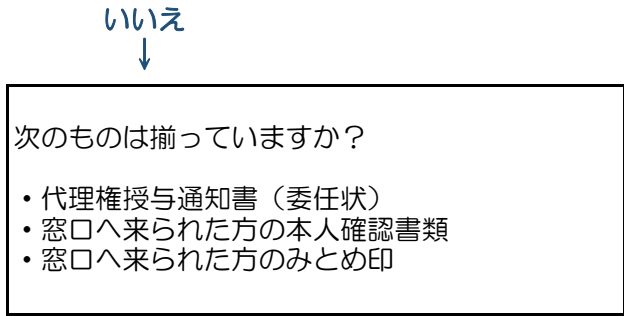 いいえ
↓
次のものは揃っていますか？
・代理権授与通知書（委任状）
・窓口へ来られた方の本人確認書類
・窓口へ来られた方のみとめ印